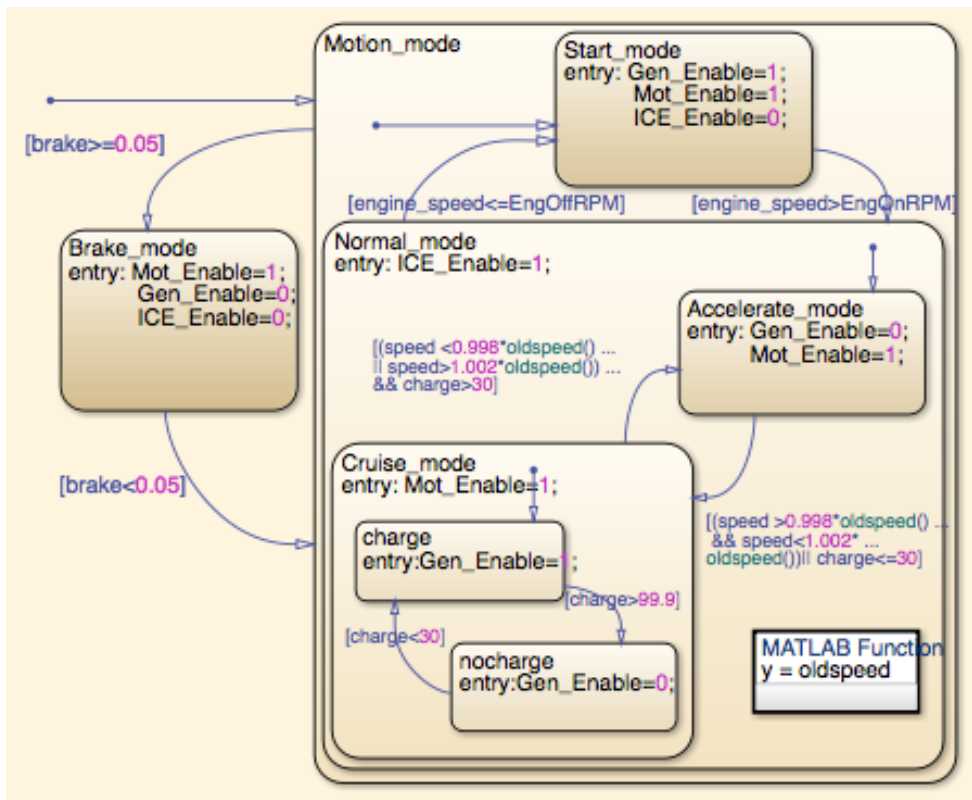 Motion_mode
Start_mode
entry: Gen_Enable=1;
Mot_Enable=1;
ICE_Enable=0;
[brake>=0.05]
[engine_speed<=EngOffRPM]
[engine_speed>EngOnRPM]
Brake_mode
entry: Mot_Enable=1;
Gen_Enable=0;
ICE_Enable=0;
Normal_mode
entry: ICE_Enable=1;
Accelerate_mode
entry: Gen_Enable=0;
Mot_Enable=1;
[(speed <0.998*oldspeed() ...
|| speed>1.002*oldspeed()) ...
&& charge>30]
[brake<0.05]
Cruise_mode
entry: Mot_Enable=1;
[(speed >0.998*oldspeed() ...
&& speed<1.002* ...
oldspeed())|| charge<=30]
charge
entry:Gen_Enable=1;
[charge>99.9]
[charge<30]
nocharge
entry:Gen_Enable=0;
MATLAB Function
y = oldspeed